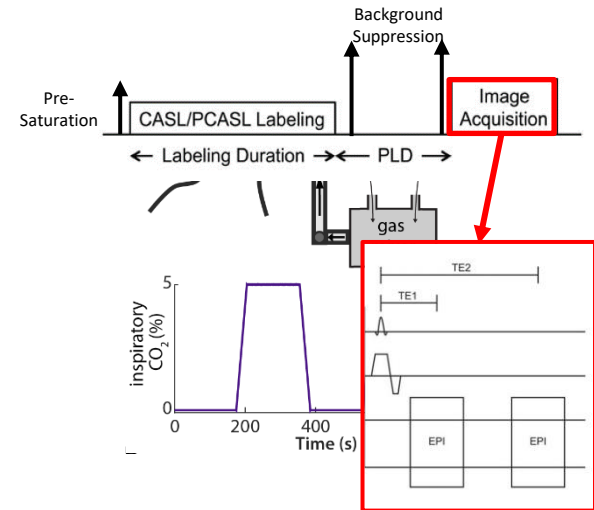 Background
Suppression
Pre-
Saturation
CASL/PCASL Labeling
Image
Acquisition
Labeling Duration
PLD
gas
TE2
TE1
5
inspiratory
CO2 (%)
0
0
200
400
Time (s)
EPI
EPI